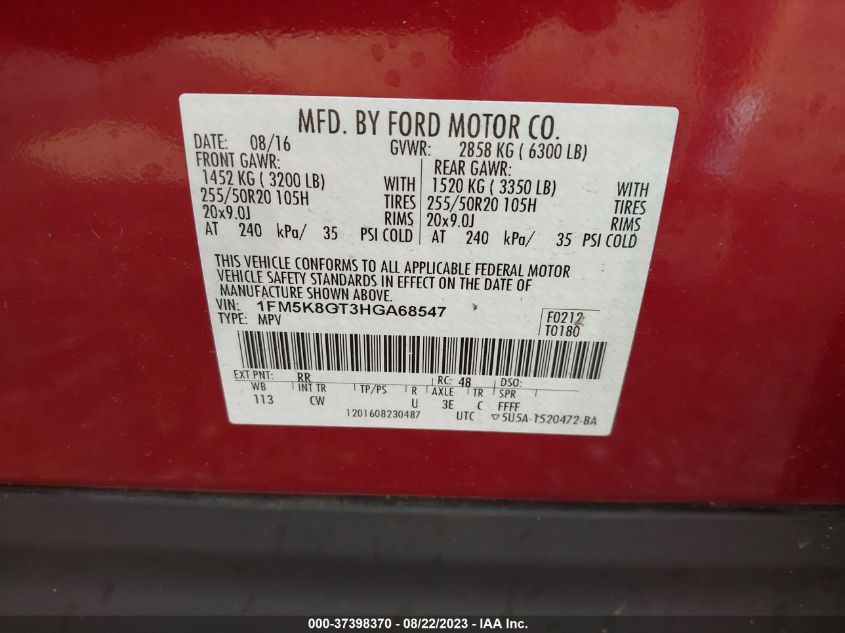 MFD. BY FORD MOTOR CO.
DATE: 08/16 GVWR: 2858 KG ( 6300 LB)
FRONT GAWR: REAR GAWR:
1452 KG ( 3200 LB) WITH 1520 KG ( 3350 LB) WITH
255/50R20 105H TIRES 255/50R20 105H TIRES
20x9.0J RIMS 20x9.0J RIMS
AT 240 kPa/ 35 PSI COLD AT 240 kPa/ 35 PSI COLD
THIS VEHICLE CONFORMS TO ALL APPLICABLE FEDERAL MOTOR
VEHICLE SAFETY STANDARDS IN EFFECT ON THE DATE OF
MANUFACTURE SHOWN ABOVE.
VIN: 1FM5K8GT3HGA68547 F0212
TYPE: MPV T0180
EXT PNT: RR RC: 48 DSO:
WB INT TR TP/PS R AXLE TR SPR
113 CW U 3E C FFFF
1201608230487 UTC ▽5U5A-1520472-BA
000-37398370 - 08/22/2023 - IAA Inc.